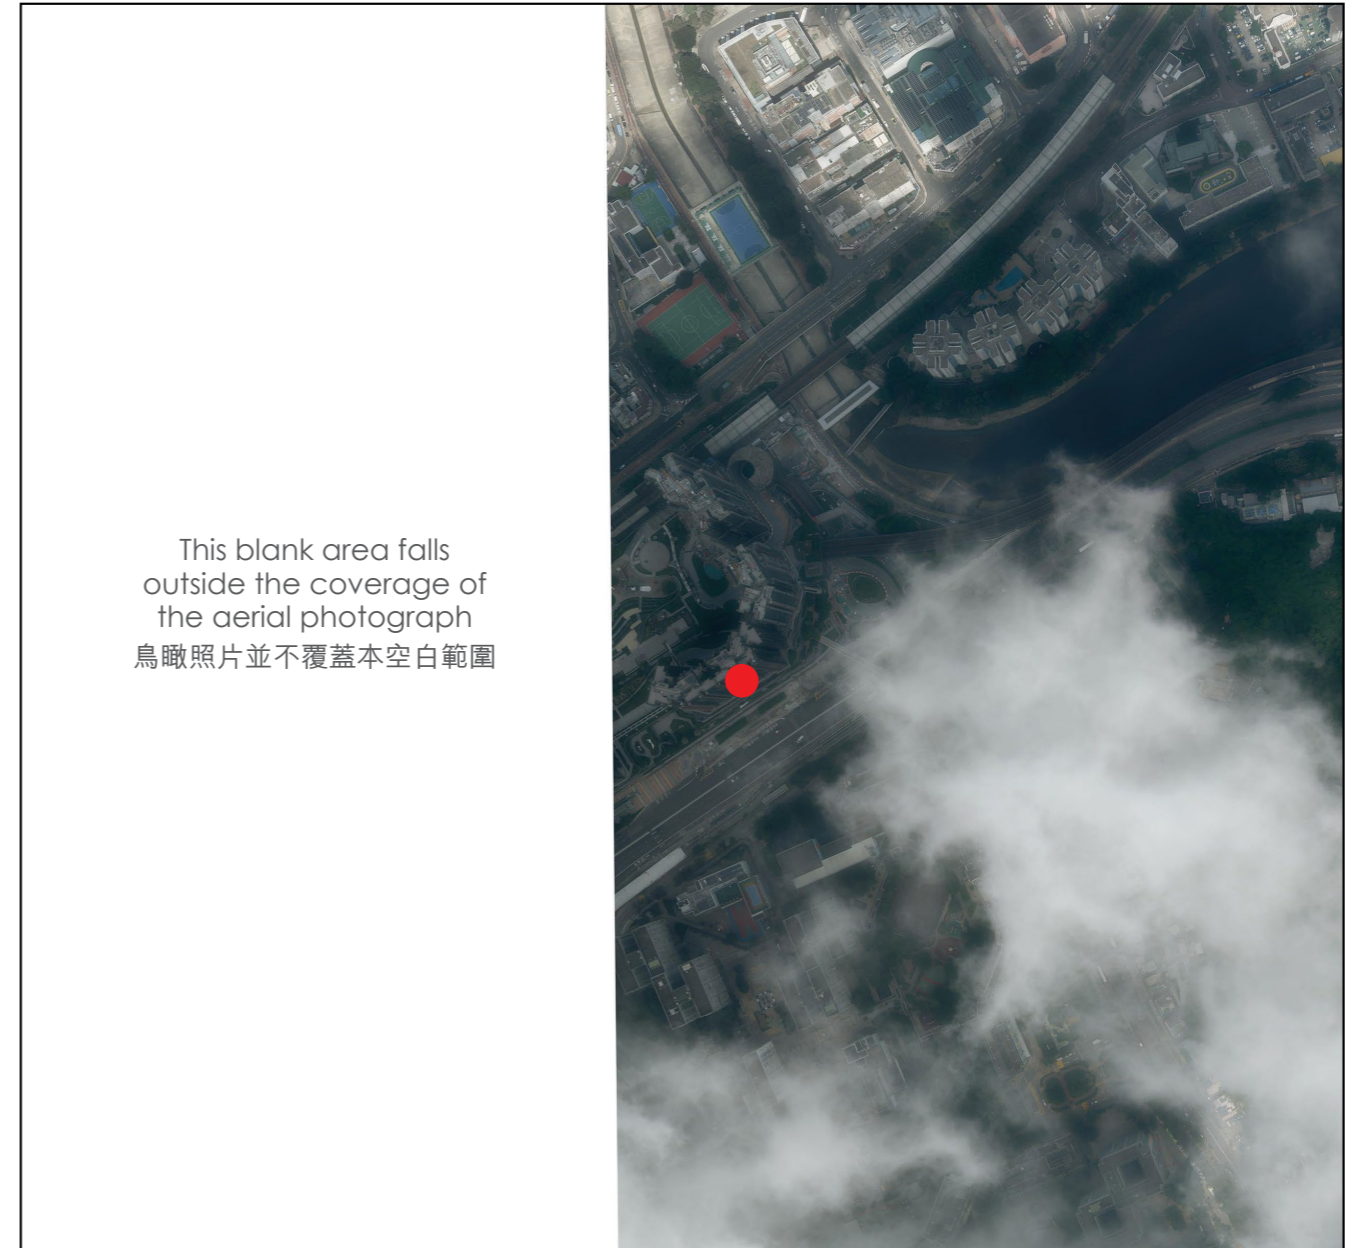 This blank area falls
outside the coverage of
the aerial photograph
鳥瞰照片並不覆蓋本空白範圍